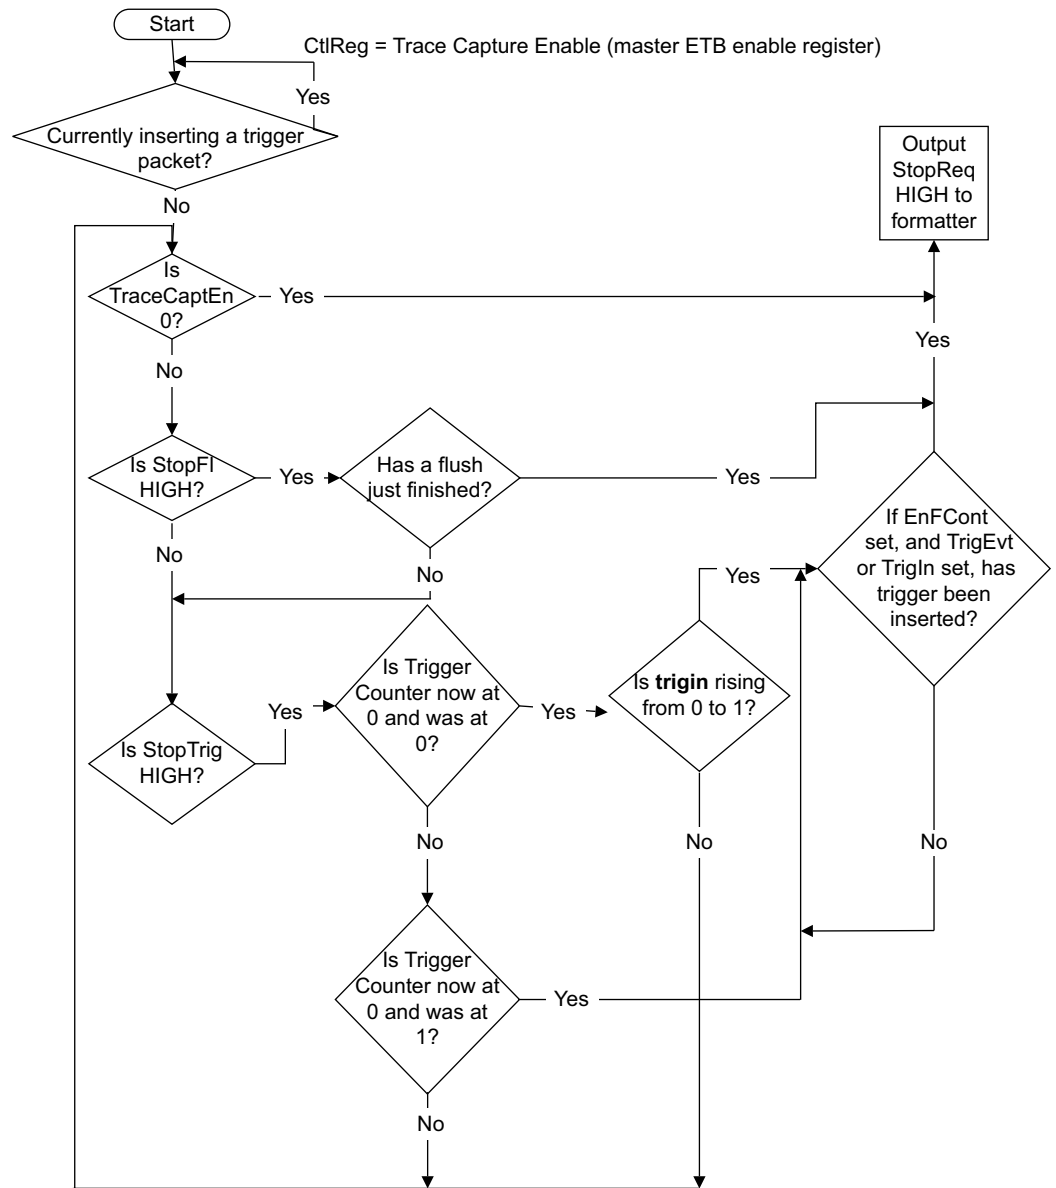 Start
CtlReg = Trace Capture Enable (master ETB enable register)
Yes
Currently inserting a trigger
packet?
No
Output
StopReq
HIGH to
formatter
Is
TraceCaptEn
0?
Yes
Yes
No
Is StopFl
HIGH?
Yes
Has a flush
just finished?
Yes
No
No
If EnFCont
set, and TrigEvt
or TrigIn set, has
trigger been
inserted?
Yes
Is Trigger
Counter now at
0 and was at
0?
Is trigin rising
from 0 to 1?
Yes
Yes
Is StopTrig
HIGH?
No
No
No
Is Trigger
Counter now at
0 and was at
1?
Yes
No